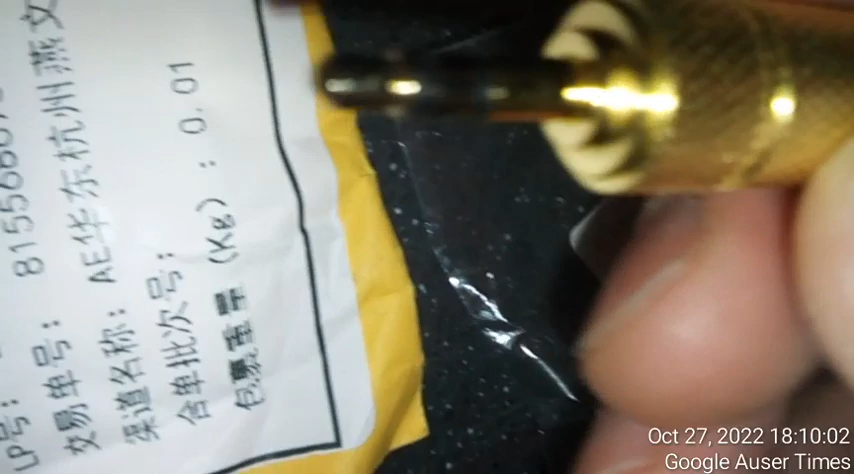 LP号:
交易单号: 81556807
渠道名称: AE华东杭州燕文
合单批次号:
包裹重量 (Kg) : 0.01
Oct 27, 2022 18:10:02
Google Auser Times